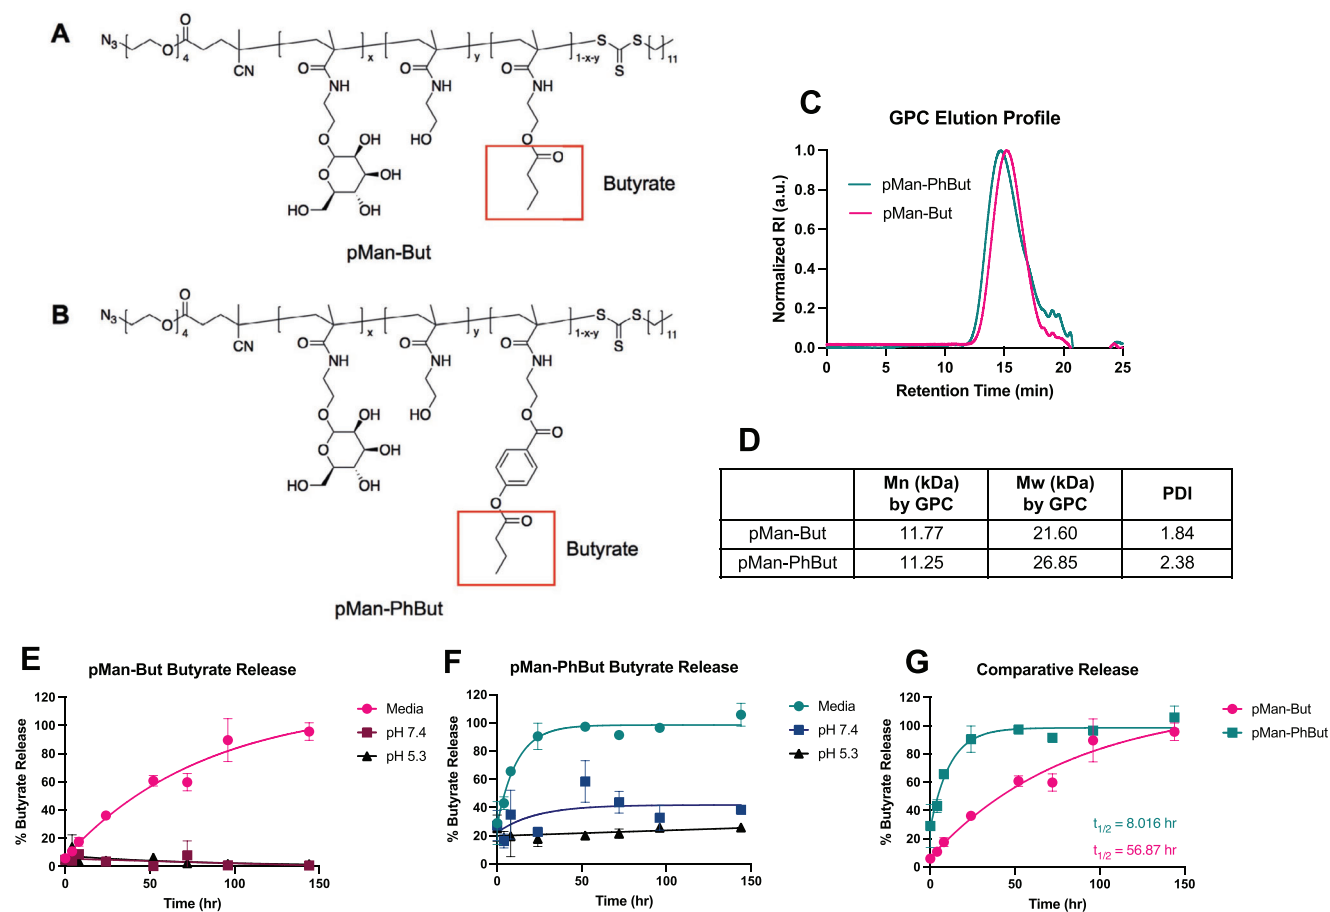 A
N3
O
4
O
CN
x
y
1-x-y
S
S
S
11
O
NH
O
NH
O
NH
O
HO
O
O
OH
O
OH
HO
OH
Butyrate
pMan-But
B
N3
O
4
O
CN
x
y
1-x-y
S
S
S
11
O
NH
O
NH
O
NH
O
HO
O
O
OH
O
OH
HO
OH
O
O
Butyrate
pMan-PhBut
C
GPC Elution Profile
Normalized RI (a.u.)
1.0
0.8
0.6
0.4
0.2
0.0
pMan-PhBut
pMan-But
0 5 10 15 20 25
Retention Time (min)
D
Mn (kDa) by GPC Mw (kDa) by GPC PDI
pMan-But 11.77 21.60 1.84
pMan-PhBut 11.25 26.85 2.38
E
pMan-But Butyrate Release
% Butyrate Release
120
100
80
60
40
20
0
0 50 100 150
Time (hr)
Media
pH 7.4
pH 5.3
F
pMan-PhBut Butyrate Release
% Butyrate Release
120
100
80
60
40
20
0
0 50 100 150
Time (hr)
Media
pH 7.4
pH 5.3
G
Comparative Release
% Butyrate Release
120
100
80
60
40
20
0
0 50 100 150
Time (hr)
pMan-But
pMan-PhBut
t1/2 = 8.016 hr
t1/2 = 56.87 hr